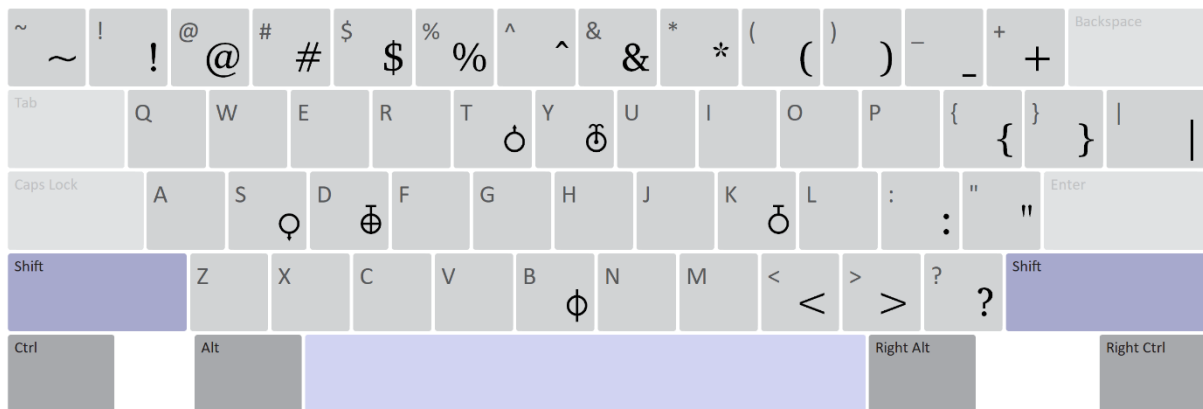 ~ ~ ! ! @ @ # # $ $ % % ^ ^ & & * * ( ( ) ) _ _ + + Backspace
Tab Q W E R T Y U I O P { { } } | |
Caps Lock A S D F G H J K L : : " " Enter
Shift Z X C V B N M < < > > ? ? Shift
Ctrl Alt Right Alt Right Ctrl